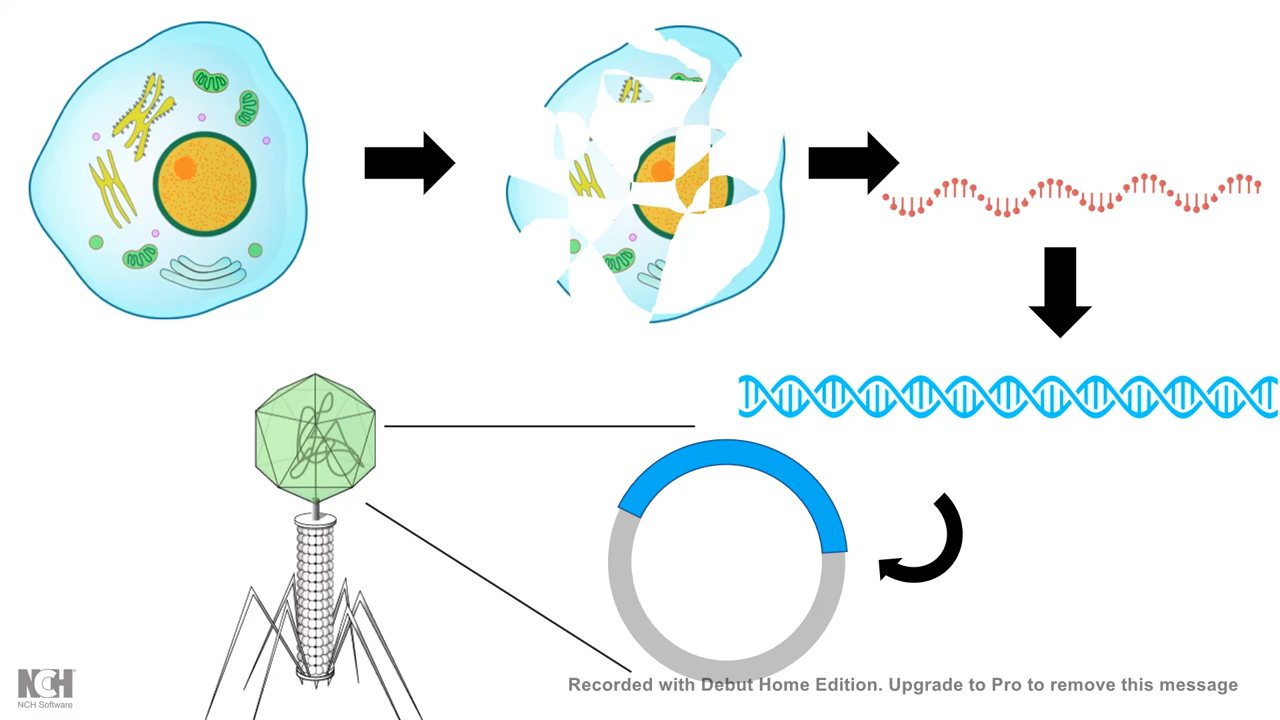 NCH
NCH Software
Recorded with Debut Home Edition. Upgrade to Pro to remove this message